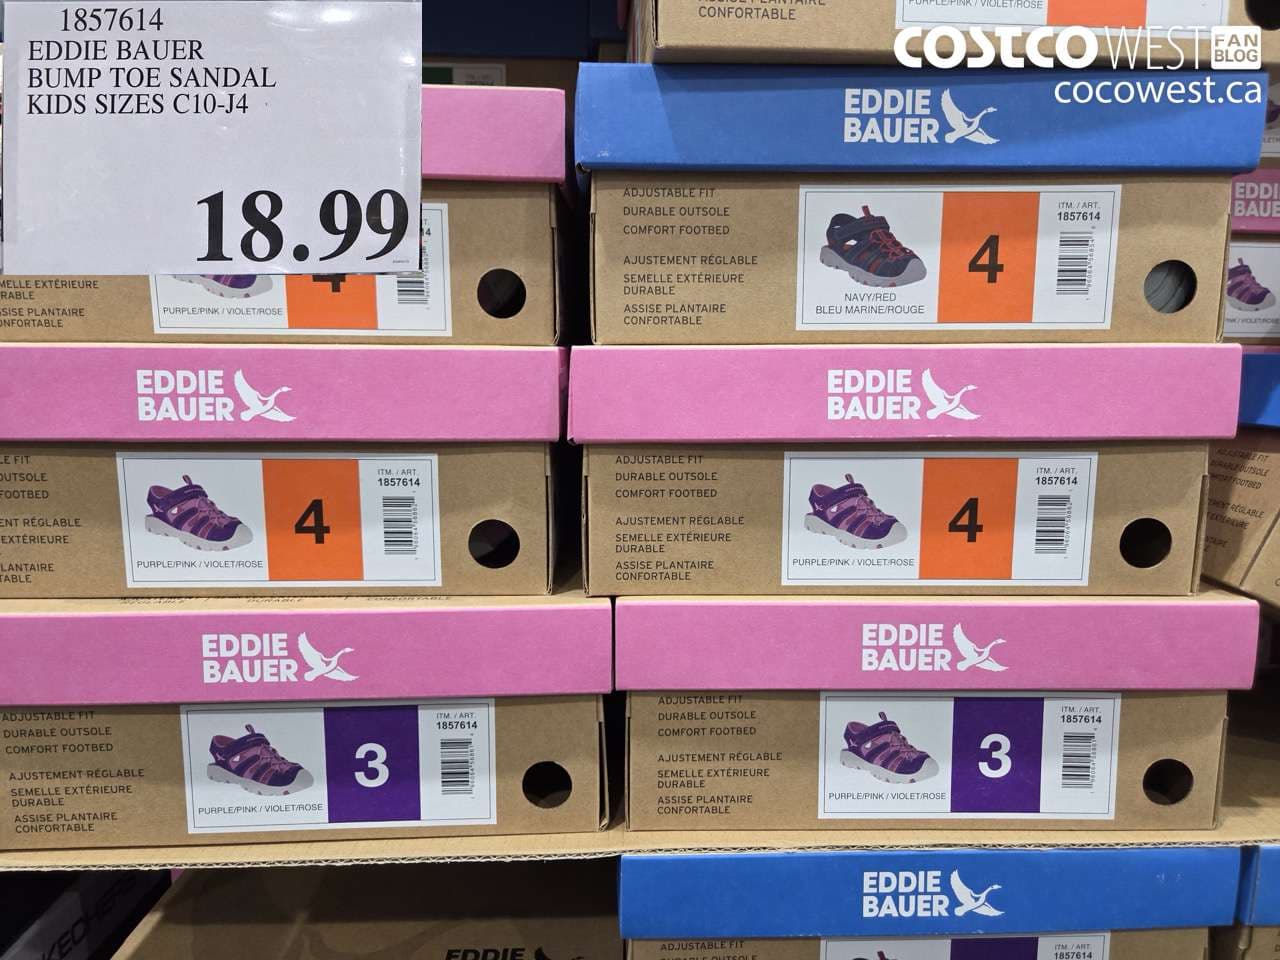 1857614
EDDIE BAUER
BUMP TOE SANDAL
KIDS SIZES C10-J4
18.99
COSTCO WEST FAN BLOG
cocowest.ca
COMFORTABLE
PURPLE/PINK / VIOLET/ROSE
EDDIE
BAUER
ADJUSTABLE FIT
DURABLE OUTSOLE
COMFORT FOOTBED
AJUSTEMENT RÉGLABLE
SEMELLE EXTÉRIEURE
DURABLE
ASSISE PLANTAIRE
CONFORTABLE
NAVY/RED
BLEU MARINE/ROUGE
4
ITM. / ART.
1857614
EDDIE
BAUER
PURPLE/PINK / VIOLET/ROSE
4
EDDIE
BAUER
PURPLE/PINK / VIOLET/ROSE
4
ITM. / ART.
1857614
EDDIE
BAUER
ADJUSTABLE FIT
DURABLE OUTSOLE
COMFORT FOOTBED
AJUSTEMENT RÉGLABLE
SEMELLE EXTÉRIEURE
DURABLE
ASSISE PLANTAIRE
CONFORTABLE
PURPLE/PINK / VIOLET/ROSE
4
ITM. / ART.
1857614
EDDIE
BAUER
ADJUSTABLE FIT
DURABLE OUTSOLE
COMFORT FOOTBED
AJUSTEMENT RÉGLABLE
SEMELLE EXTÉRIEURE
DURABLE
ASSISE PLANTAIRE
CONFORTABLE
PURPLE/PINK / VIOLET/ROSE
3
ITM. / ART.
1857614
EDDIE
BAUER
ADJUSTABLE FIT
DURABLE OUTSOLE
COMFORT FOOTBED
AJUSTEMENT RÉGLABLE
SEMELLE EXTÉRIEURE
DURABLE
ASSISE PLANTAIRE
CONFORTABLE
PURPLE/PINK / VIOLET/ROSE
3
ITM. / ART.
1857614
EDDIE
BAUER
ADJUSTABLE FIT
ITM. / ART.
1857614
EDDIE